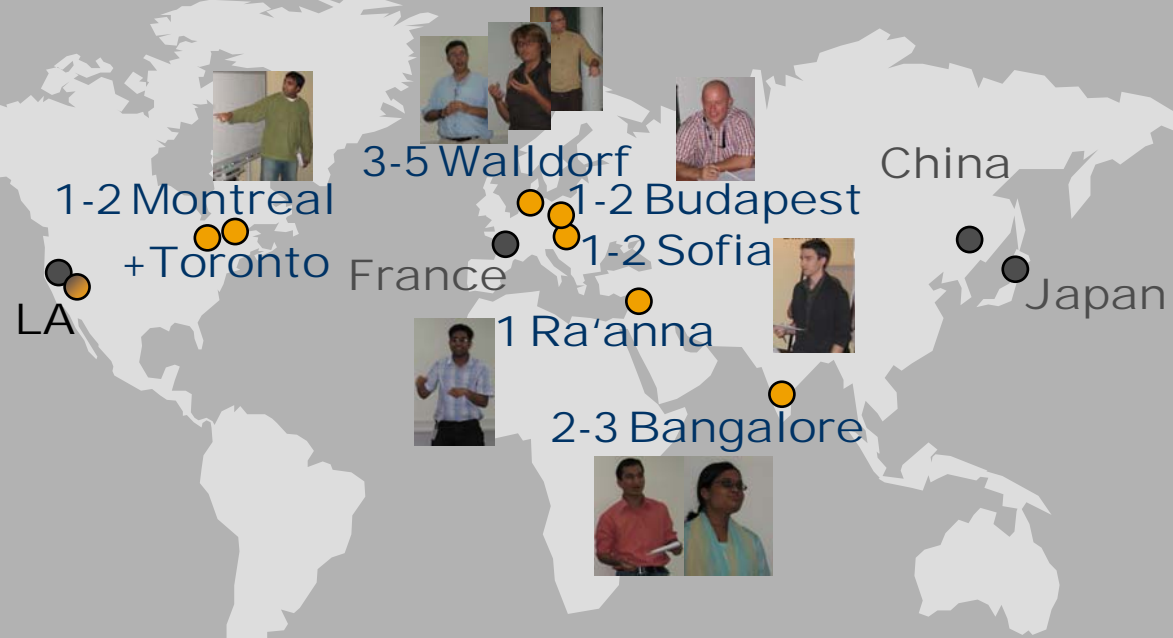 3-5 Walldorf
China
1-2 Montreal
1-2 Budapest
+Toronto
1-2 Sofia
France
Japan
LA
1 Ra‘anna
2-3 Bangalore